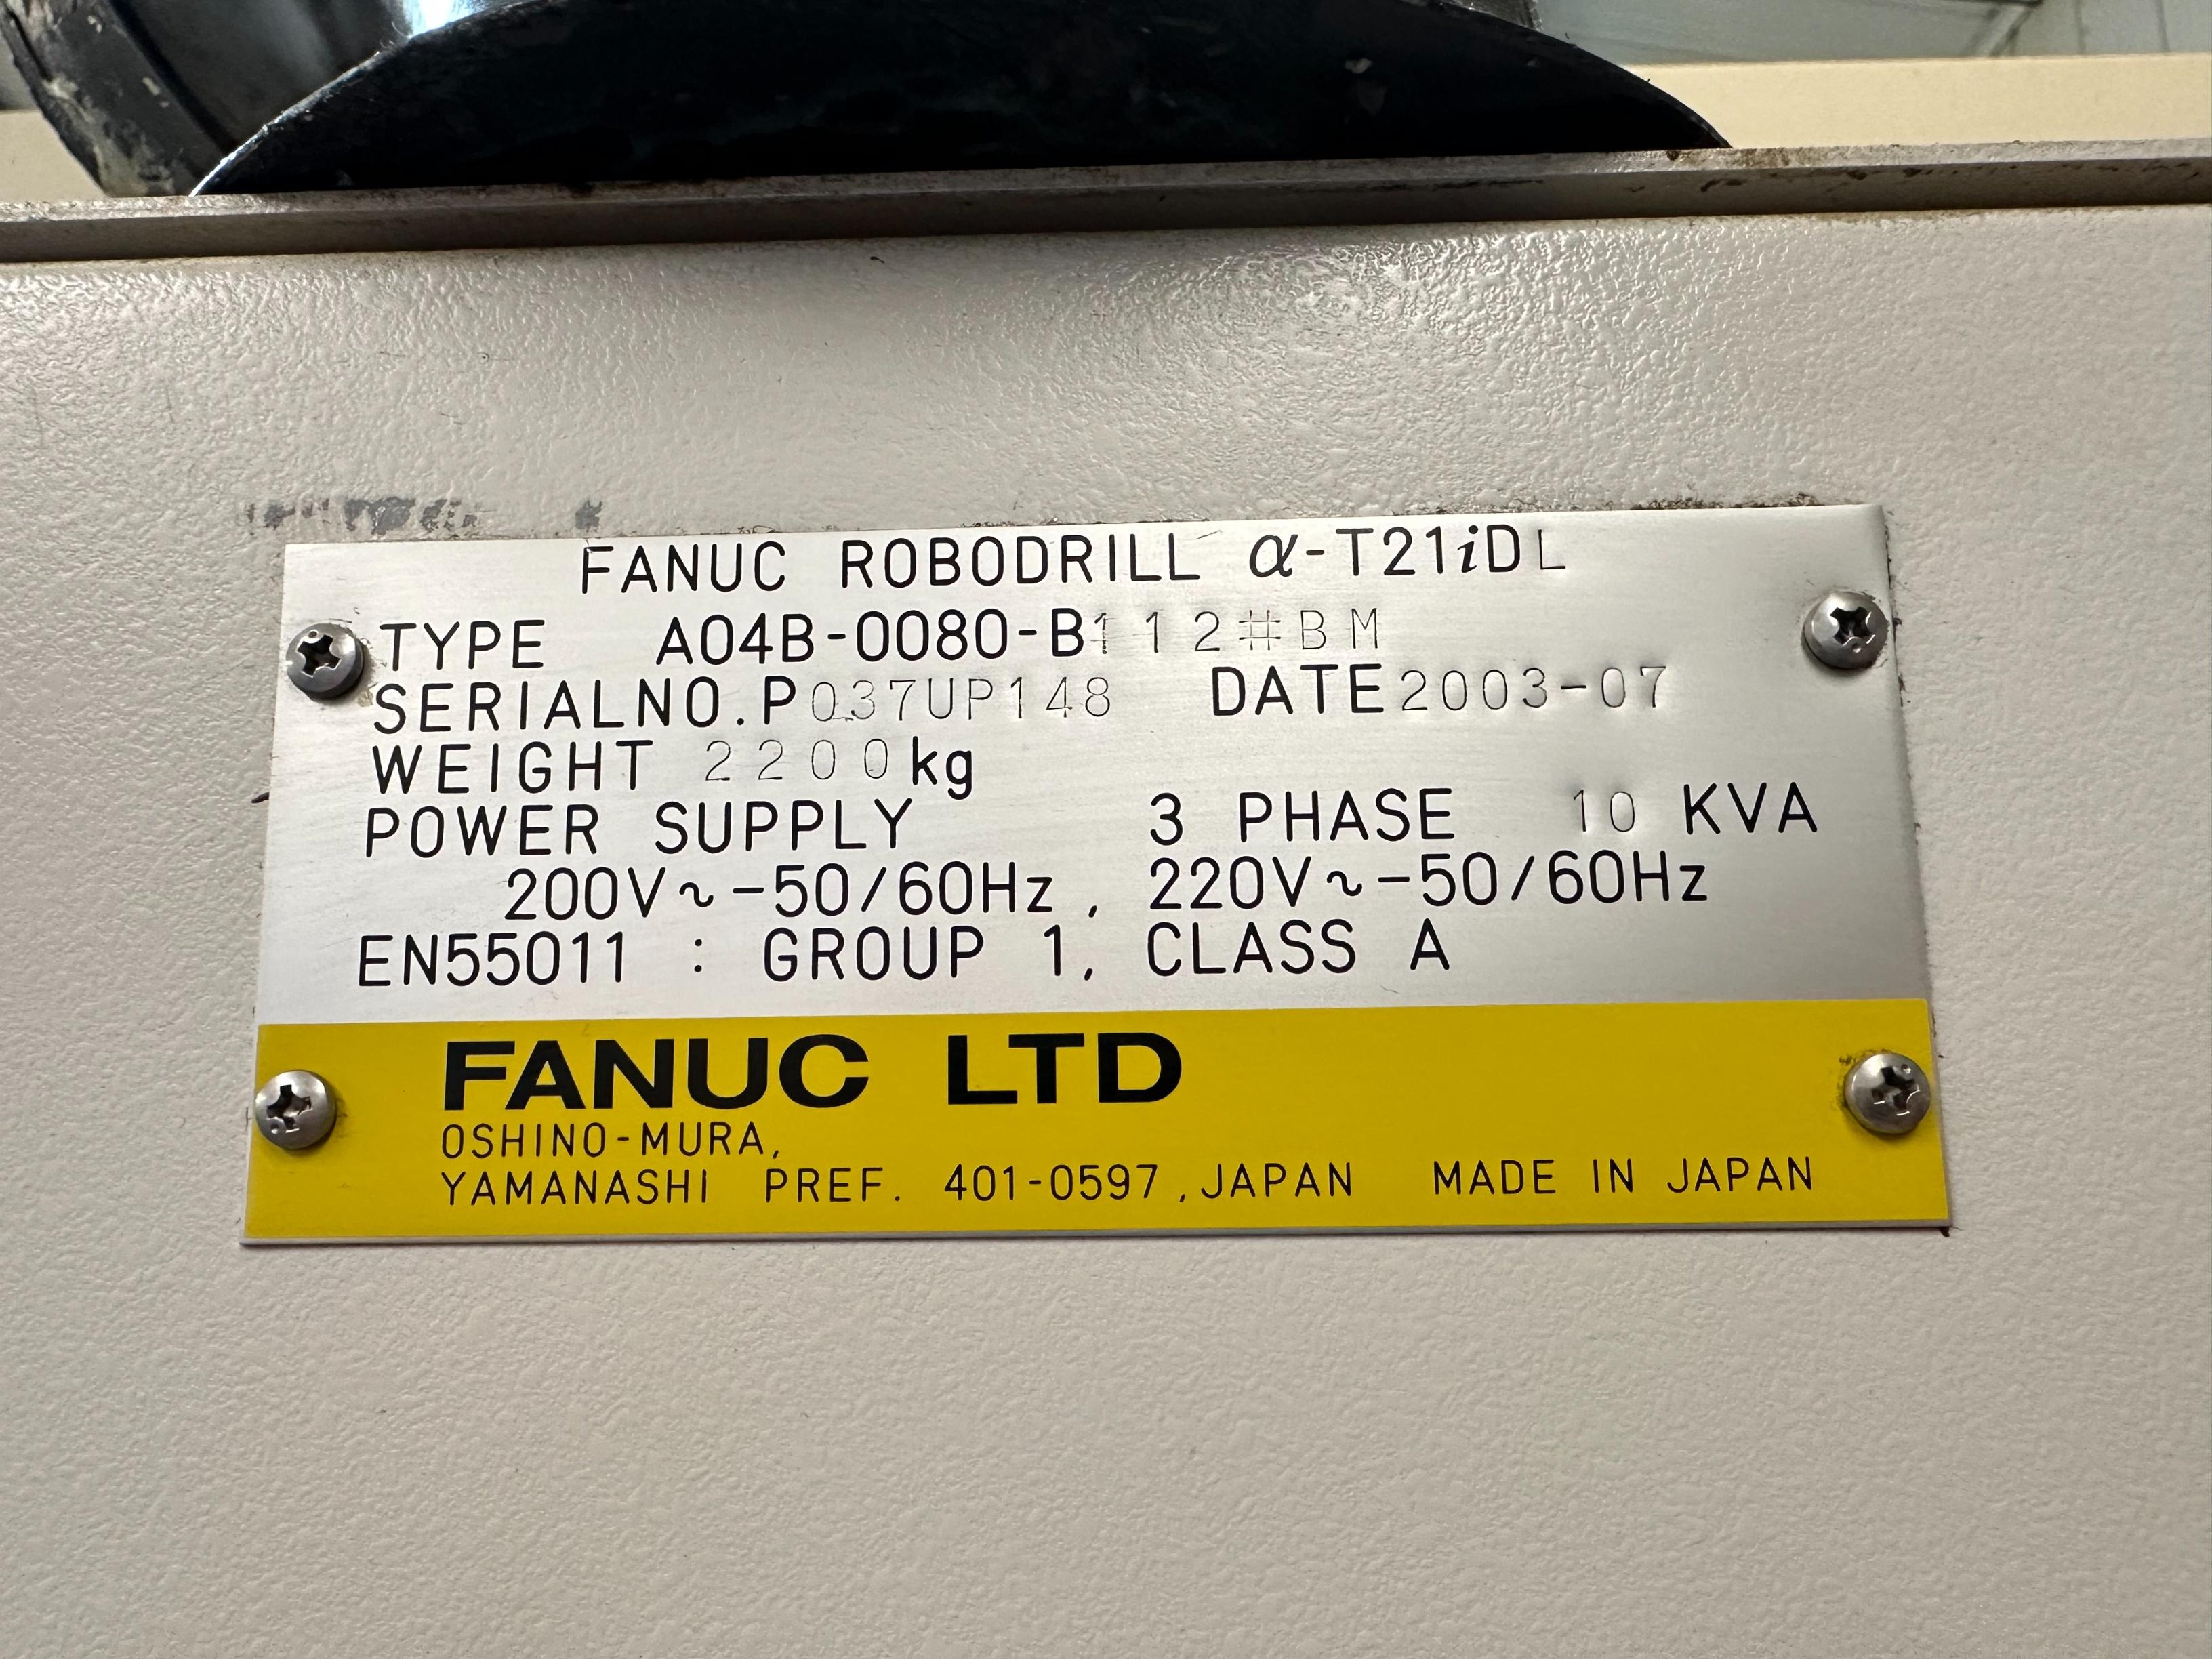 FANUC ROBODRILL α-T21iDL
TYPE A04B-0080-B112#BM
SERIALNO.P037UP148 DATE2003-07
WEIGHT 2200kg
POWER SUPPLY 3 PHASE 10 KVA
200V~-50/60Hz, 220V~-50/60Hz
EN55011 : GROUP 1, CLASS A
FANUC LTD
OSHINO-MURA,
YAMANASHI PREF. 401-0597,JAPAN MADE IN JAPAN